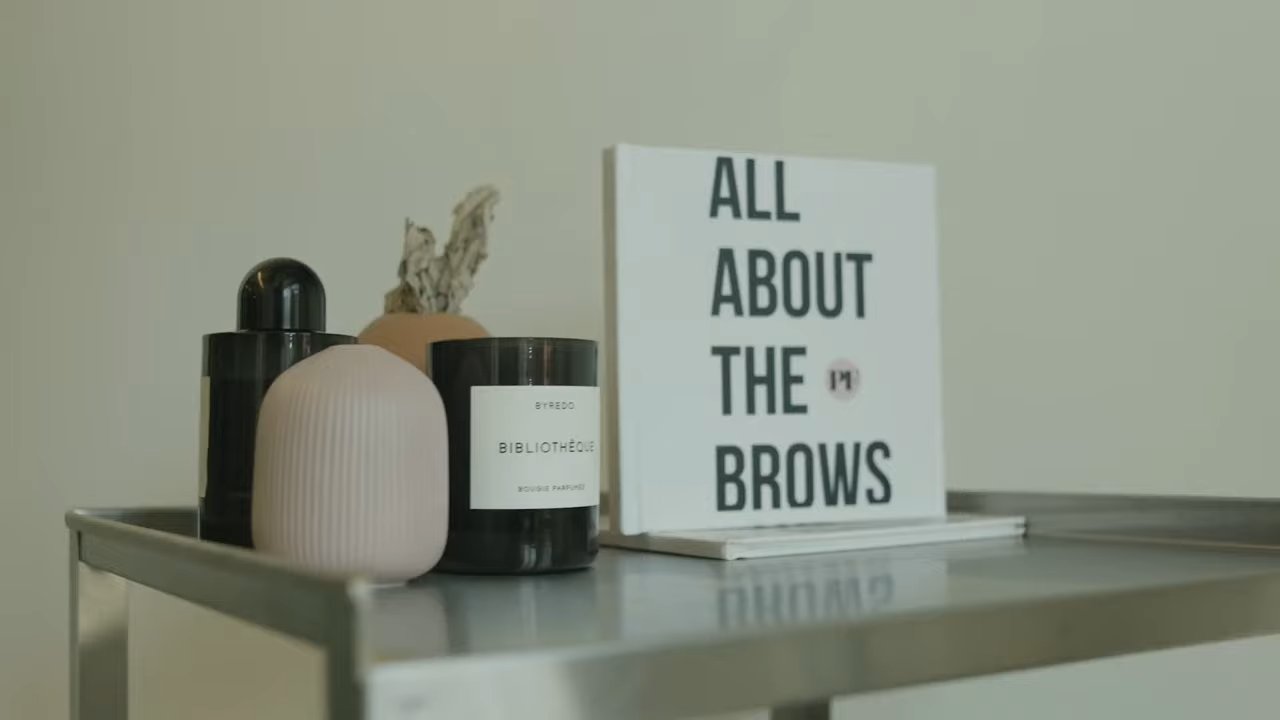 BYREDO
BIBLIOTHÈQUE
BOUGIE PARFUMÉE
ALL
ABOUT
THE
BROWS